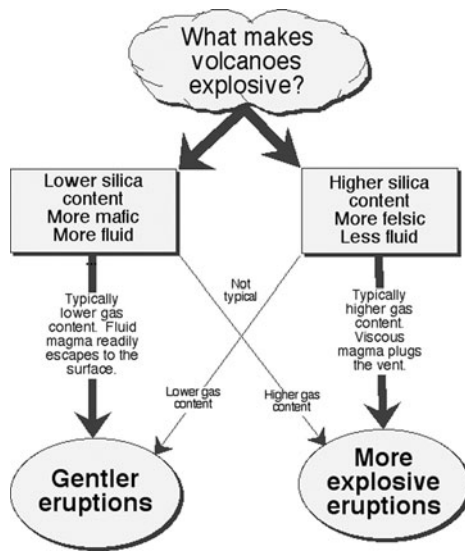 What makes
volcanoes
explosive?
Lower silica
content
More mafic
More fluid
Higher silica
content
More felsic
Less fluid
Typically
lower gas
content. Fluid
magma readily
escapes to the
surface.
Not
typical
Typically
higher gas
content.
Viscous
magma plugs
the vent.
Lower gas
content
Higher gas
content
Gentler
eruptions
More
explosive
eruptions